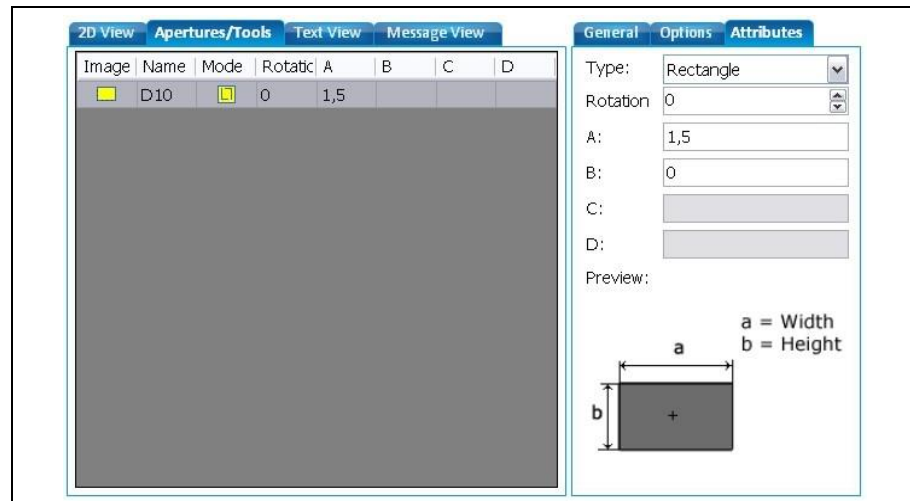 2D View Apertures/Tools Text View Message View
Image Name Mode Rotatic A B C D
D10 0 1,5
General Options Attributes
Type: Rectangle
Rotation 0
A: 1,5
B: 0
C:
D:
Preview:
a = Width
b = Height
a
b